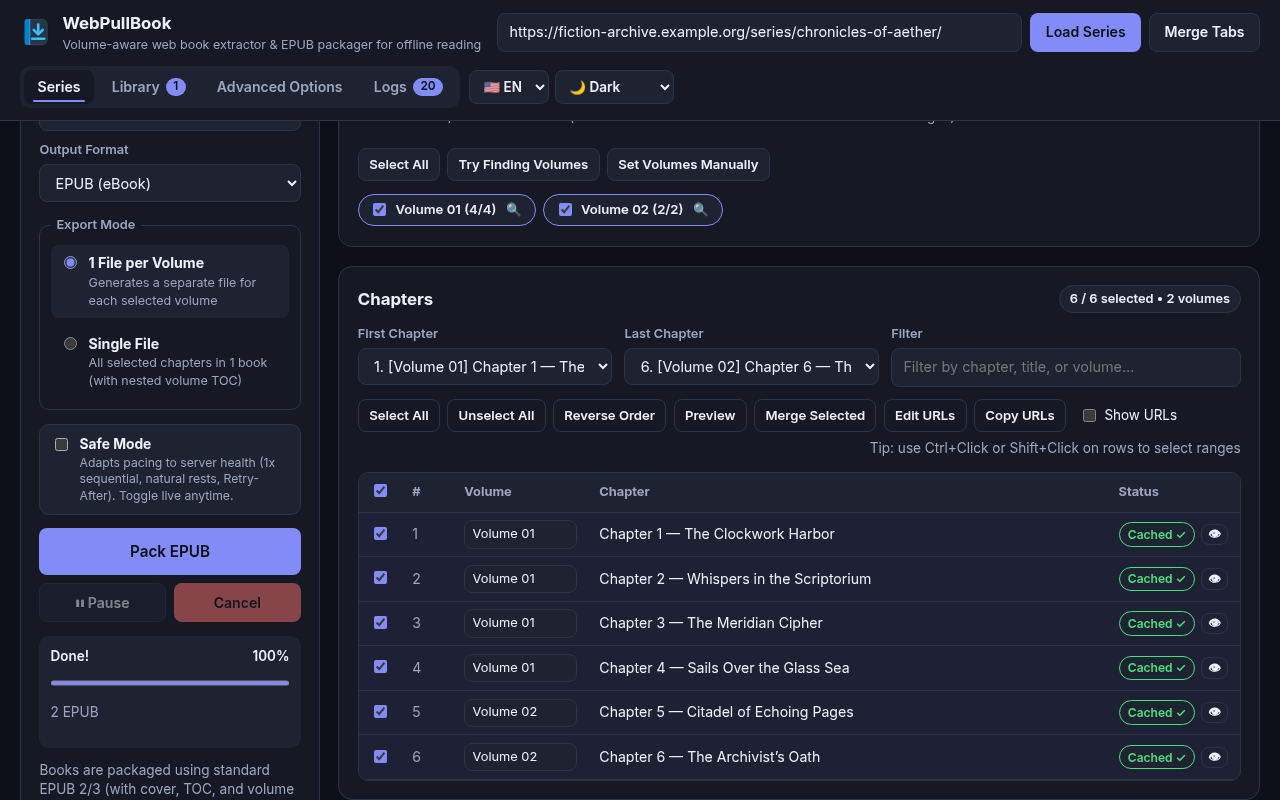 WebPullBook
Volume-aware web book extractor & EPUB packager for offline reading
https://fiction-archive.example.org/series/chronicles-of-aether/
Load Series
Merge Tabs
Series
Library 1
Advanced Options
Logs 20
🇺🇸 EN
🌙 Dark
Output Format
EPUB (eBook)
Export Mode
1 File per Volume
Generates a separate file for
each selected volume
Single File
All selected chapters in 1 book
(with nested volume TOC)
Safe Mode
Adapts pacing to server health (1x
sequential, natural rests, Retry-
After). Toggle live anytime.
Pack EPUB
⏸ Pause
Cancel
Done! 100%
2 EPUB
Books are packaged using standard
EPUB 2/3 (with cover, TOC, and volume
Select All
Try Finding Volumes
Set Volumes Manually
Volume 01 (4/4) 🔍
Volume 02 (2/2) 🔍
Chapters
6 / 6 selected • 2 volumes
First Chapter
Last Chapter
Filter
1. [Volume 01] Chapter 1 — The
6. [Volume 02] Chapter 6 — Th
Filter by chapter, title, or volume...
Select All
Unselect All
Reverse Order
Preview
Merge Selected
Edit URLs
Copy URLs
Show URLs
Tip: use Ctrl+Click or Shift+Click on rows to select ranges
# Volume Chapter Status
1 Volume 01 Chapter 1 — The Clockwork Harbor Cached ✓
2 Volume 01 Chapter 2 — Whispers in the Scriptorium Cached ✓
3 Volume 01 Chapter 3 — The Meridian Cipher Cached ✓
4 Volume 01 Chapter 4 — Sails Over the Glass Sea Cached ✓
5 Volume 02 Chapter 5 — Citadel of Echoing Pages Cached ✓
6 Volume 02 Chapter 6 — The Archivist’s Oath Cached ✓